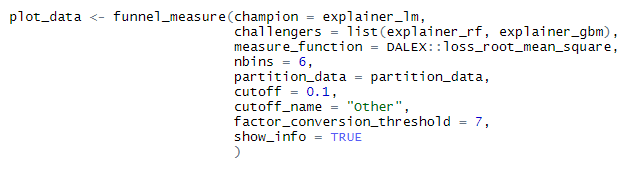 plot_data <- funnel_measure(champion = explainer_lm,
challengers = list(explainer_rf, explainer_gbm),
measure_function = DALEX::loss_root_mean_square,
nbins = 6,
partition_data = partition_data,
cutoff = 0.1,
cutoff_name = "Other",
factor_conversion_threshold = 7,
show_info = TRUE
)